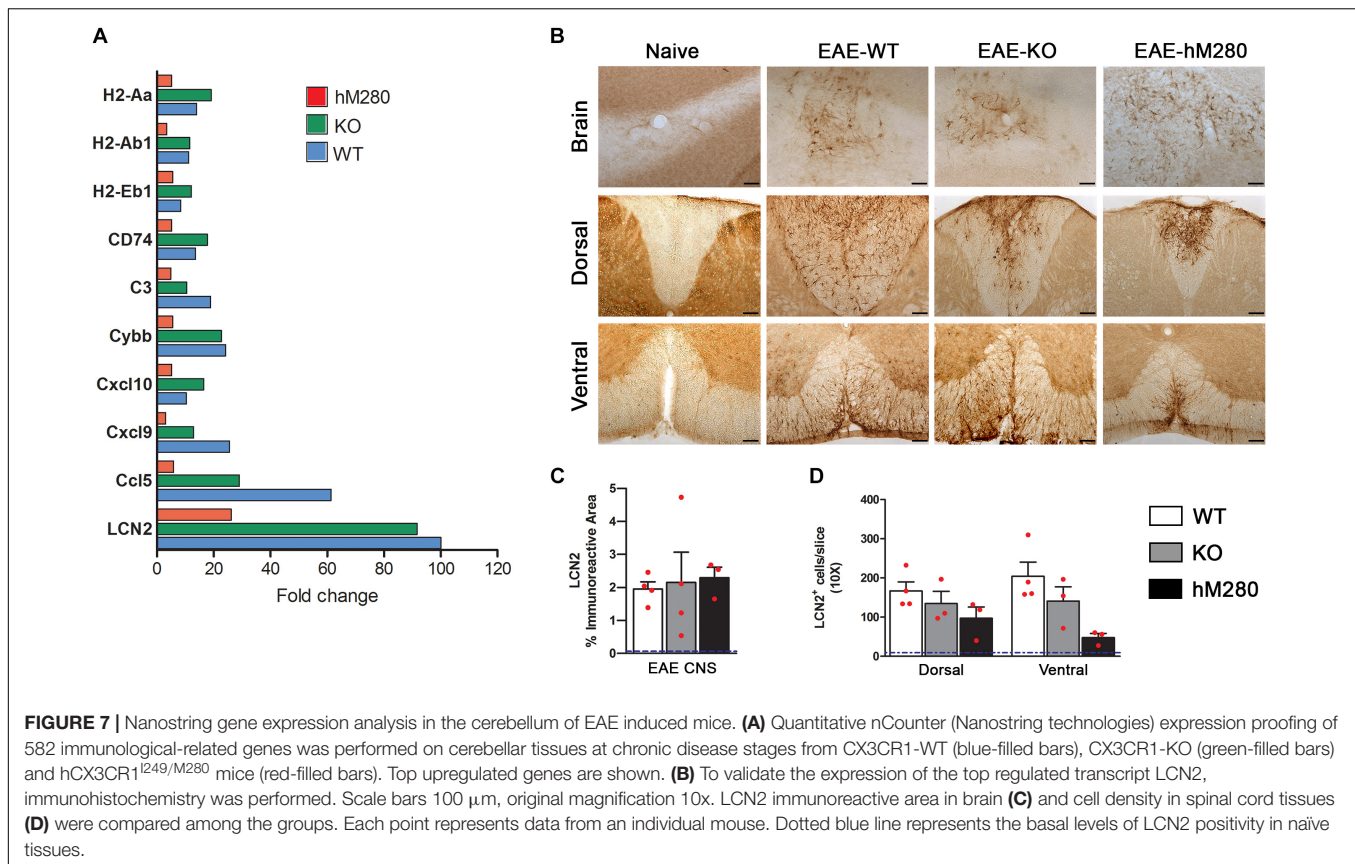 A
H2-Aa
H2-Ab1
H2-Eb1
CD74
C3
Cybb
Cxcl10
Cxcl9
Ccl5
LCN2
0 20 40 60 80 100 120
Fold change
hM280
KO
WT
B
Naive EAE-WT EAE-KO EAE-hM280
Brain
Dorsal
Ventral
C
LCN2
% Immunoreactive Area
5
4
3
2
1
0
EAE CNS
D
LCN2+ cells/slice
(10X)
400
300
200
100
0
Dorsal Ventral
WT
KO
hM280
FIGURE 7 | Nanostring gene expression analysis in the cerebellum of EAE induced mice. (A) Quantitative nCounter (Nanostring technologies) expression proofing of
582 immunological-related genes was performed on cerebellar tissues at chronic disease stages from CX3CR1-WT (blue-filled bars), CX3CR1-KO (green-filled bars)
and hCX3CR1I249/M280 mice (red-filled bars). Top upregulated genes are shown. (B) To validate the expression of the top regulated transcript LCN2,
immunohistochemistry was performed. Scale bars 100 μm, original magnification 10x. LCN2 immunoreactive area in brain (C) and cell density in spinal cord tissues
(D) were compared among the groups. Each point represents data from an individual mouse. Dotted blue line represents the basal levels of LCN2 positivity in naïve
tissues.